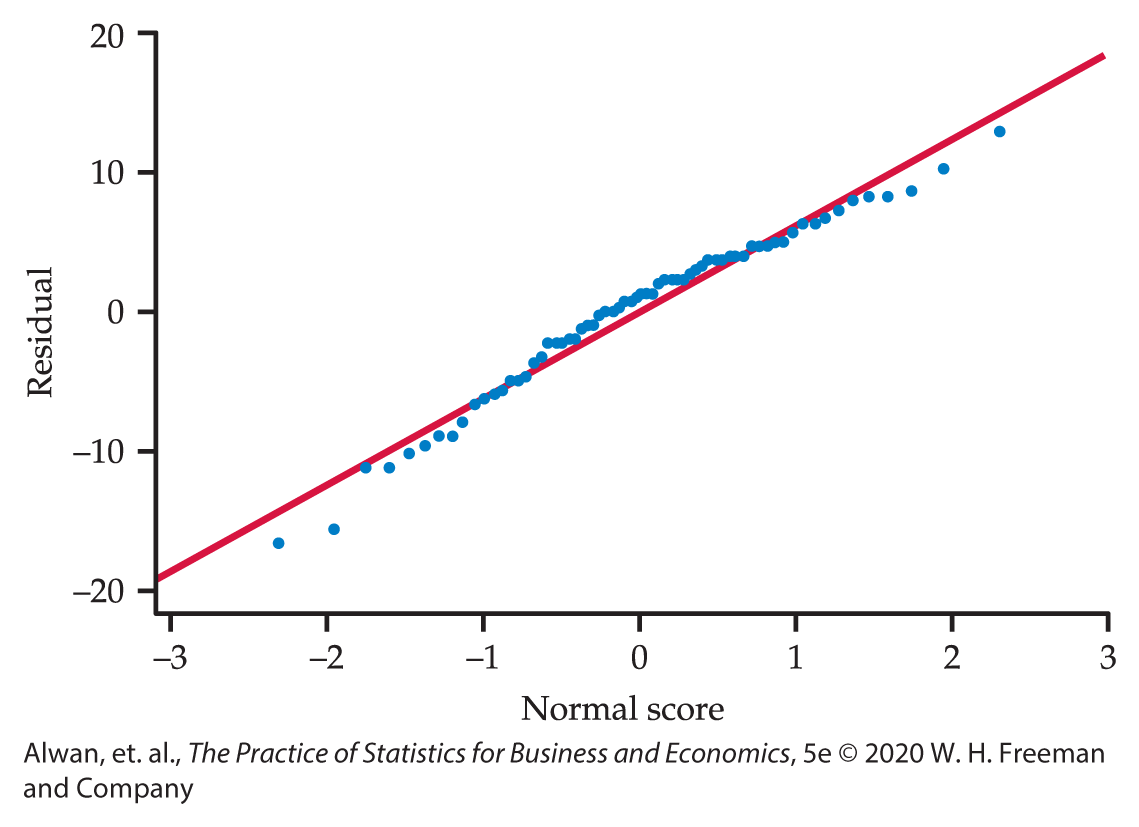 20
10
0
–10
–20
Residual
–3 –2 –1 0 1 2 3
Normal score
Alwan, et. al., The Practice of Statistics for Business and Economics, 5e © 2020 W. H. Freeman
and Company